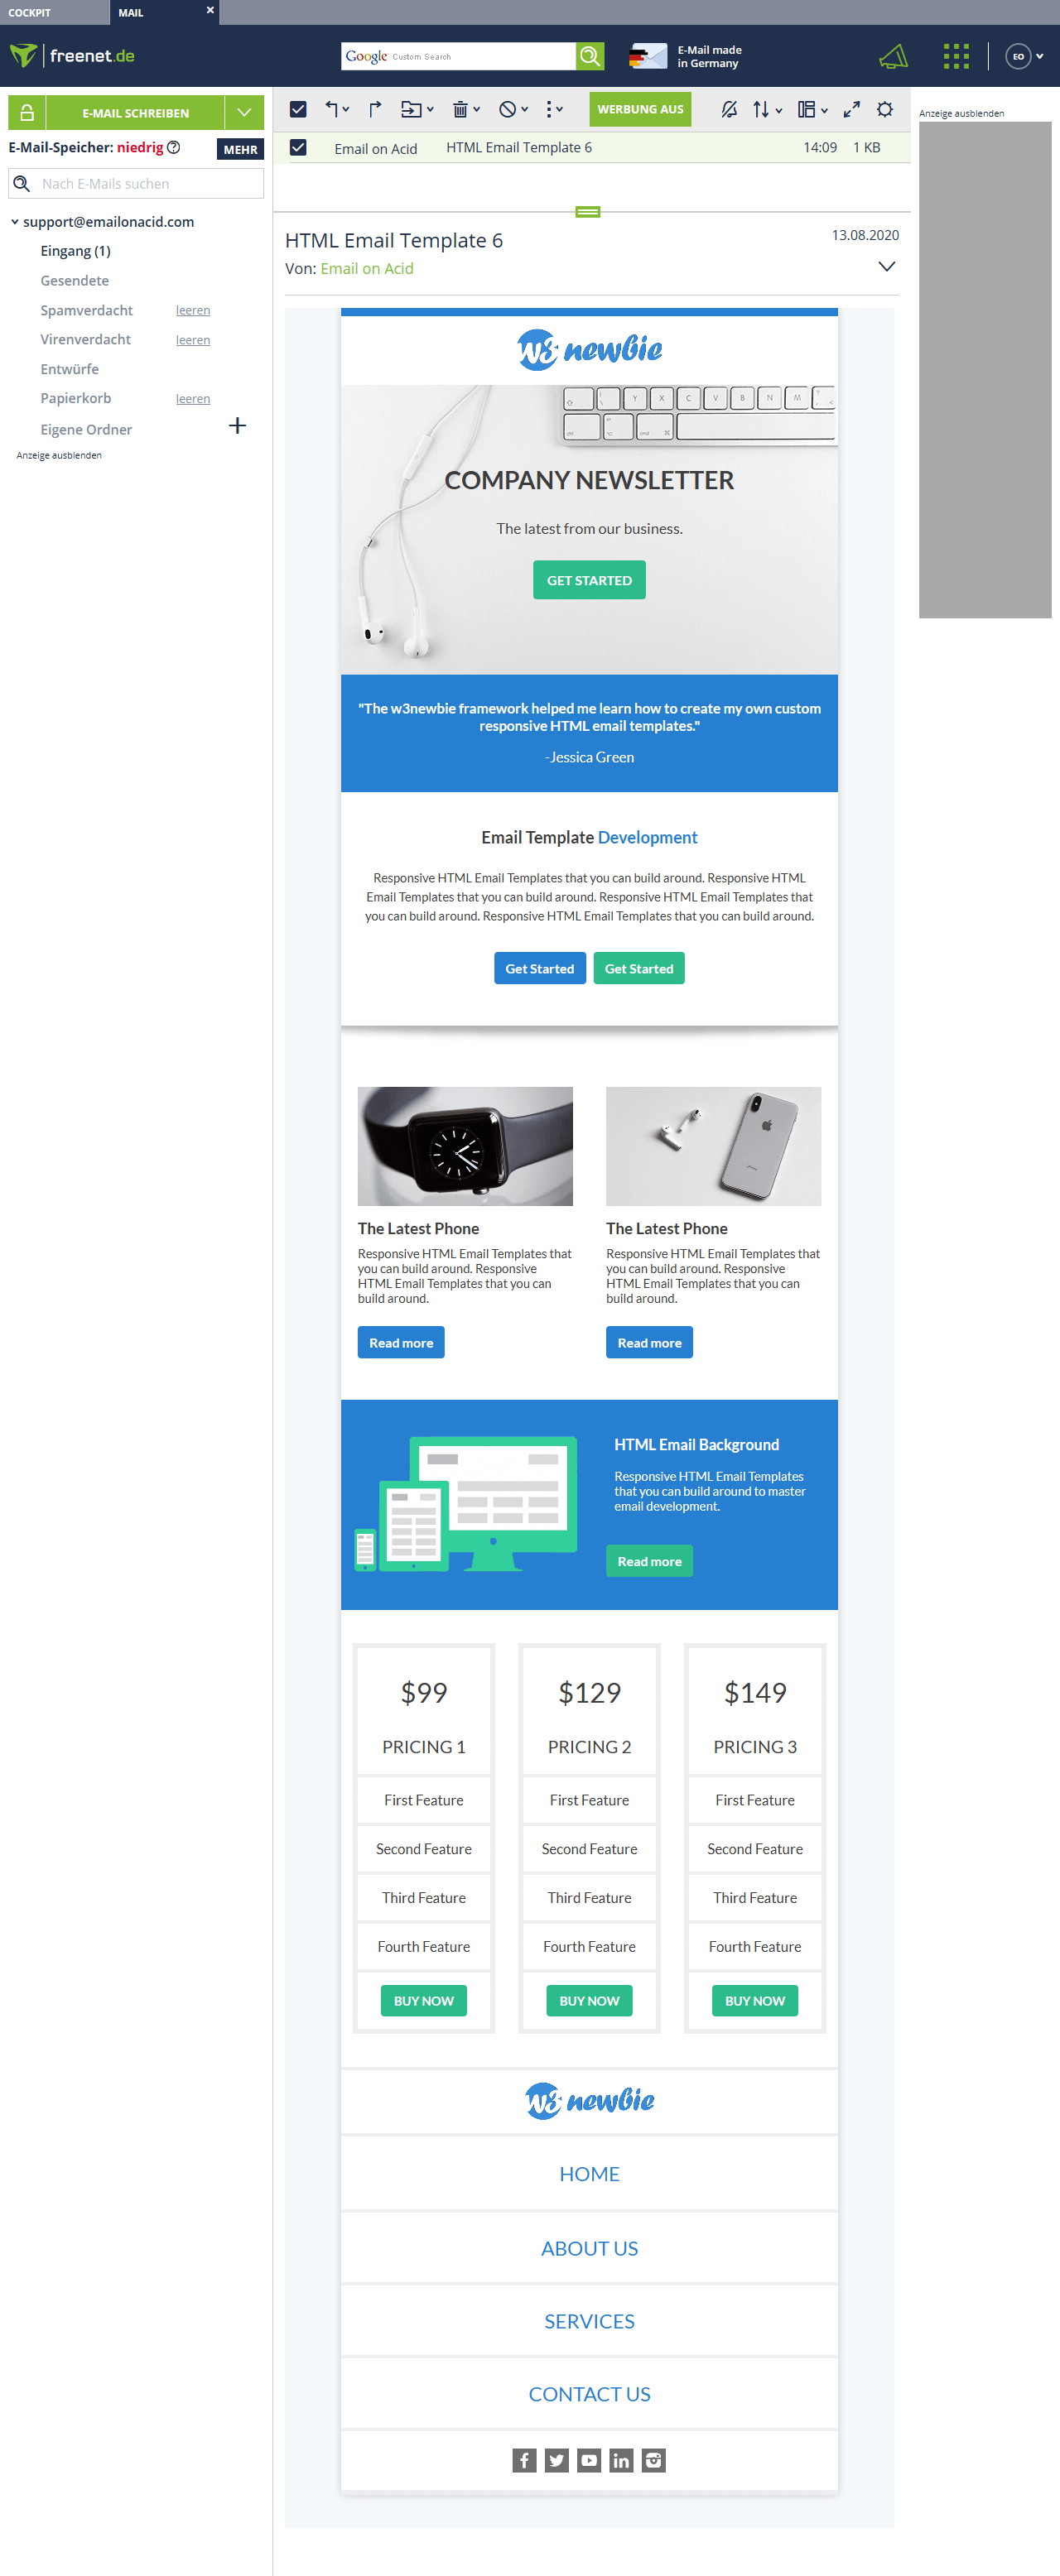 COCKPIT
MAIL
freenet.de
Google Custom Search
E-Mail made
in Germany
EO
E-MAIL SCHREIBEN
WERBUNG AUS
Anzeige ausblenden
E-Mail-Speicher: niedrig
MEHR
Email on Acid
HTML Email Template 6
14:09
1 KB
Nach E-Mails suchen
support@emailonacid.com
Eingang (1)
Gesendete
Spamverdacht leeren
Virenverdacht leeren
Entwürfe
Papierkorb leeren
Eigene Ordner
Anzeige ausblenden
HTML Email Template 6
13.08.2020
Von: Email on Acid
w3 newbie
Y X C V B N M
ctrl cmd
COMPANY NEWSLETTER
The latest from our business.
GET STARTED
"The w3newbie framework helped me learn how to create my own custom
responsive HTML email templates."
-Jessica Green
Email Template Development
Responsive HTML Email Templates that you can build around. Responsive HTML
Email Templates that you can build around. Responsive HTML Email Templates that
you can build around. Responsive HTML Email Templates that you can build around.
Get Started
Get Started
The Latest Phone
Responsive HTML Email Templates that
you can build around. Responsive
HTML Email Templates that you can
build around.
Read more
The Latest Phone
Responsive HTML Email Templates that
you can build around. Responsive
HTML Email Templates that you can
build around.
Read more
HTML Email Background
Responsive HTML Email Templates
that you can build around to master
email development.
Read more
$99
PRICING 1
First Feature
Second Feature
Third Feature
Fourth Feature
BUY NOW
$129
PRICING 2
First Feature
Second Feature
Third Feature
Fourth Feature
BUY NOW
$149
PRICING 3
First Feature
Second Feature
Third Feature
Fourth Feature
BUY NOW
w3 newbie
HOME
ABOUT US
SERVICES
CONTACT US